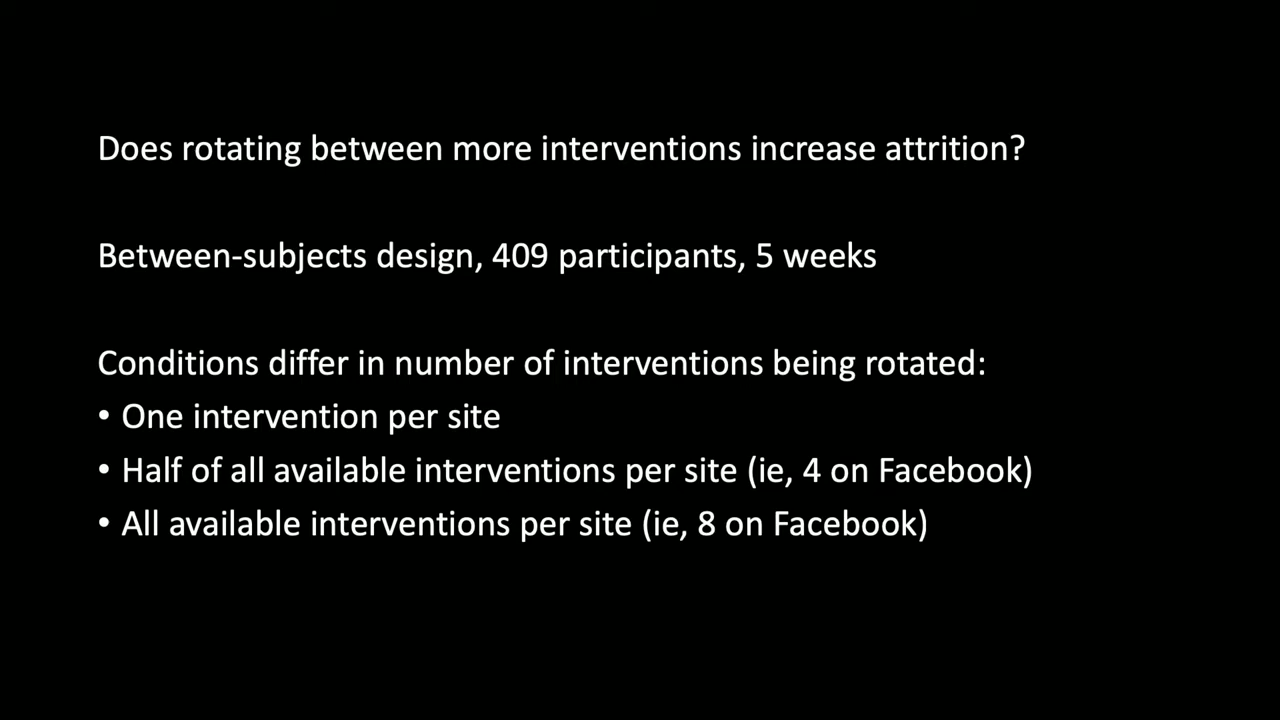 Does rotating between more interventions increase attrition?
Between-subjects design, 409 participants, 5 weeks
Conditions differ in number of interventions being rotated:
• One intervention per site
• Half of all available interventions per site (ie, 4 on Facebook)
• All available interventions per site (ie, 8 on Facebook)